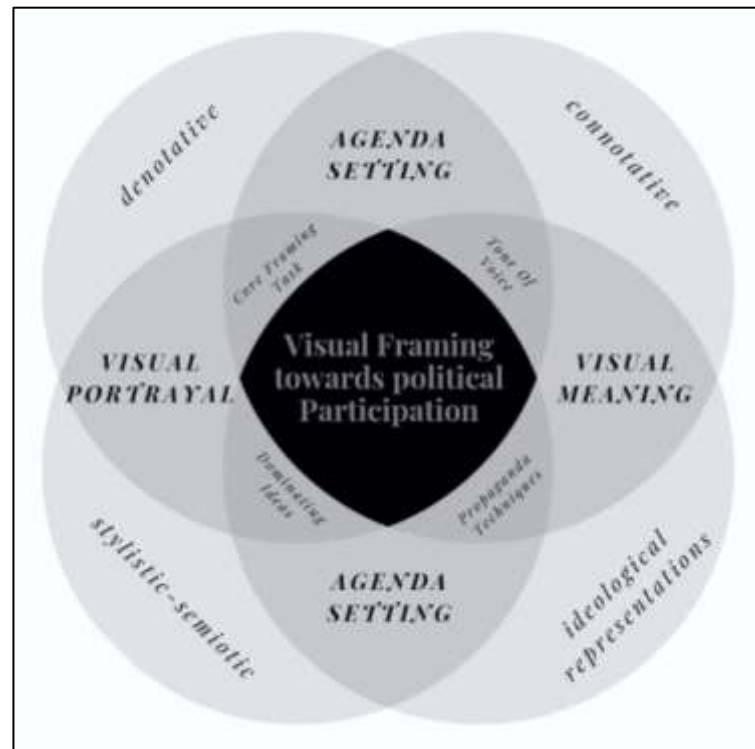 denotative
connotative
AGENDA
SETTING
Core Framing
Task
Tone Of
Voice
VISUAL
PORTRAYAL
Visual Framing
towards political
Participation
VISUAL
MEANING
Dominating
Ideas
Propaganda
Techniques
stylistic-semiotic
AGENDA
SETTING
ideological
representations